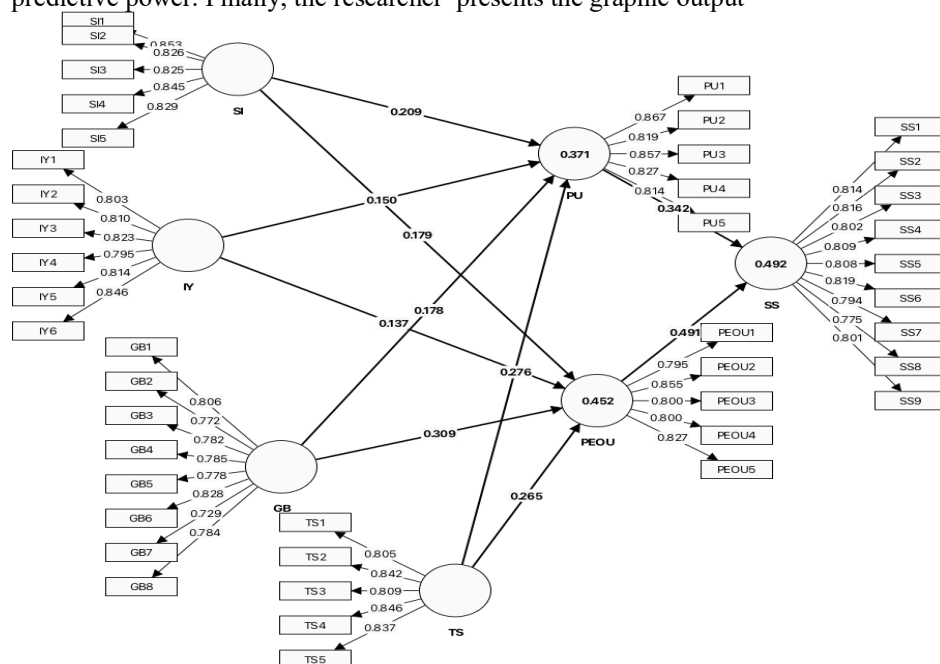 predictive power. Finally, the researcher presents the graphic output
SI1
SI2
SI3
SI4
SI5
0.853
0.826
0.825
0.845
0.829
SI
IY1
IY2
IY3
IY4
IY5
IY6
0.803
0.810
0.823
0.795
0.814
0.846
IY
GB1
GB2
GB3
GB4
GB5
GB6
GB7
GB8
0.806
0.772
0.782
0.785
0.778
0.828
0.729
0.784
GB
TS1
TS2
TS3
TS4
TS5
0.805
0.842
0.809
0.846
0.837
TS
0.209
0.150
0.179
0.178
0.137
0.276
0.309
0.265
0.371
PU
0.867
0.819
0.857
0.827
0.814
PU1
PU2
PU3
PU4
PU5
0.342
0.491
0.452
PEOU
0.795
0.855
0.800
0.800
0.827
PEOU1
PEOU2
PEOU3
PEOU4
PEOU5
0.492
SS
0.814
0.816
0.802
0.809
0.808
0.819
0.794
0.775
0.801
SS1
SS2
SS3
SS4
SS5
SS6
SS7
SS8
SS9